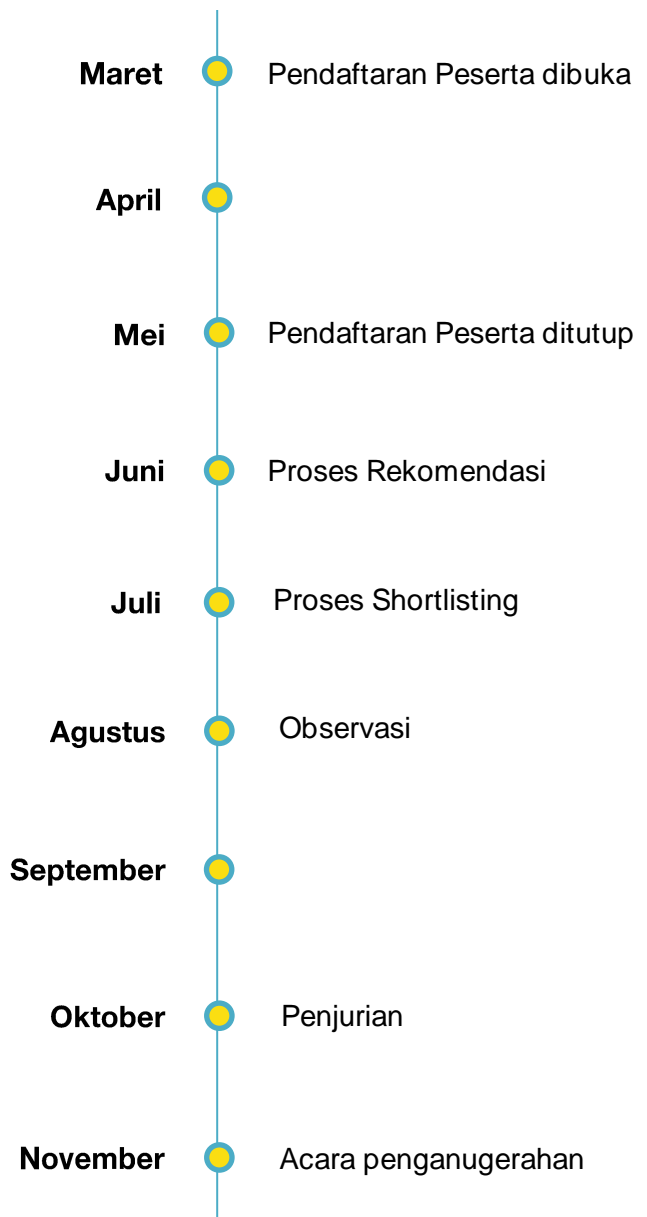 Maret Pendaftaran Peserta dibuka
April
Mei Pendaftaran Peserta ditutup
Juni Proses Rekomendasi
Juli Proses Shortlisting
Agustus Observasi
September
Oktober Penjurian
November Acara penganugerahan